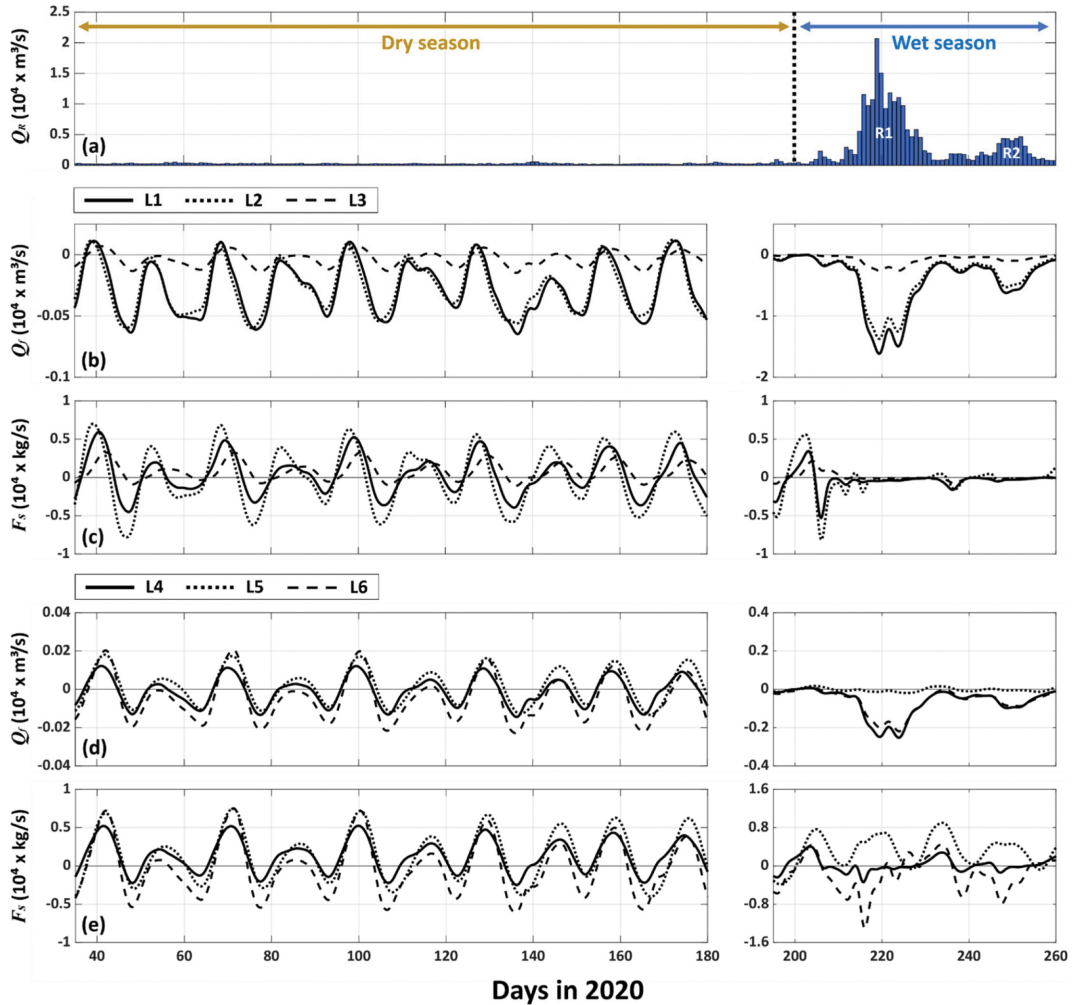 Dry season Wet season
Q_R (10⁴ x m³/s)
2.5
2
1.5
1
0.5
0
(a)
R1
R2
L1 L2 L3
Q_f (10⁴ x m³/s)
0
-0.05
-0.1
(b)
0
-1
-2
F_S (10⁴ x kg/s)
1
0.5
0
-0.5
-1
(c)
1
0.5
0
-0.5
-1
L4 L5 L6
Q_f (10⁴ x m³/s)
0.04
0.02
0
-0.02
-0.04
(d)
0.4
0.2
0
-0.2
0.4
F_S (10⁴ x kg/s)
1
0.5
0
-0.5
-1
(e)
1.6
0.8
0
-0.8
-1.6
40 60 80 100 120 140 160 180 200 220 240 260
Days in 2020